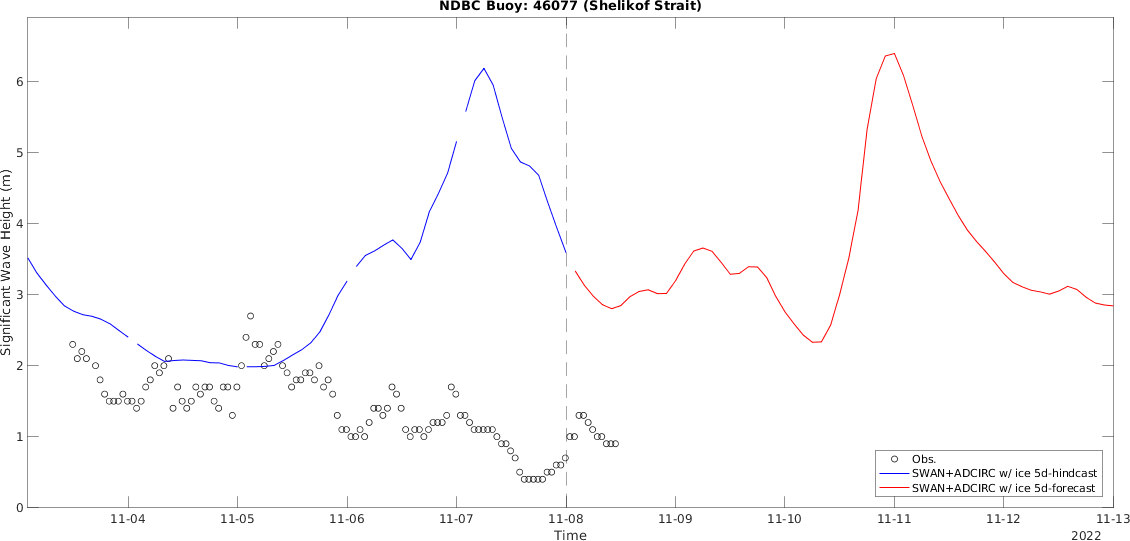 NDBC Buoy: 46077 (Shelikof Strait)
Significant Wave Height (m)
6
5
4
3
2
1
0
Obs.
SWAN+ADCIRC w/ ice 5d-hindcast
SWAN+ADCIRC w/ ice 5d-forecast
11-04 11-05 11-06 11-07 11-08 11-09 11-10 11-11 11-12 11-13
Time
2022